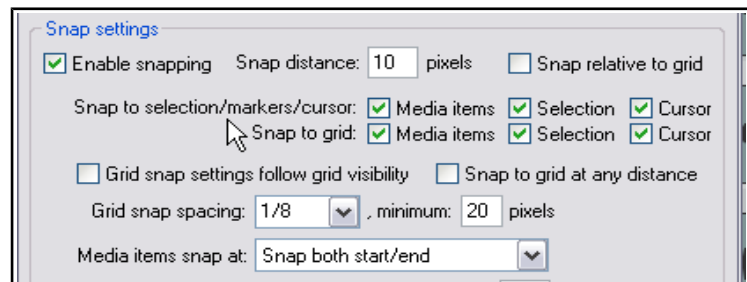 Snap settings
Enable snapping Snap distance: 10 pixels Snap relative to grid
Snap to selection/markers/cursor: Media items Selection Cursor
Snap to grid: Media items Selection Cursor
Grid snap settings follow grid visibility Snap to grid at any distance
Grid snap spacing: 1/8 , minimum: 20 pixels
Media items snap at: Snap both start/end